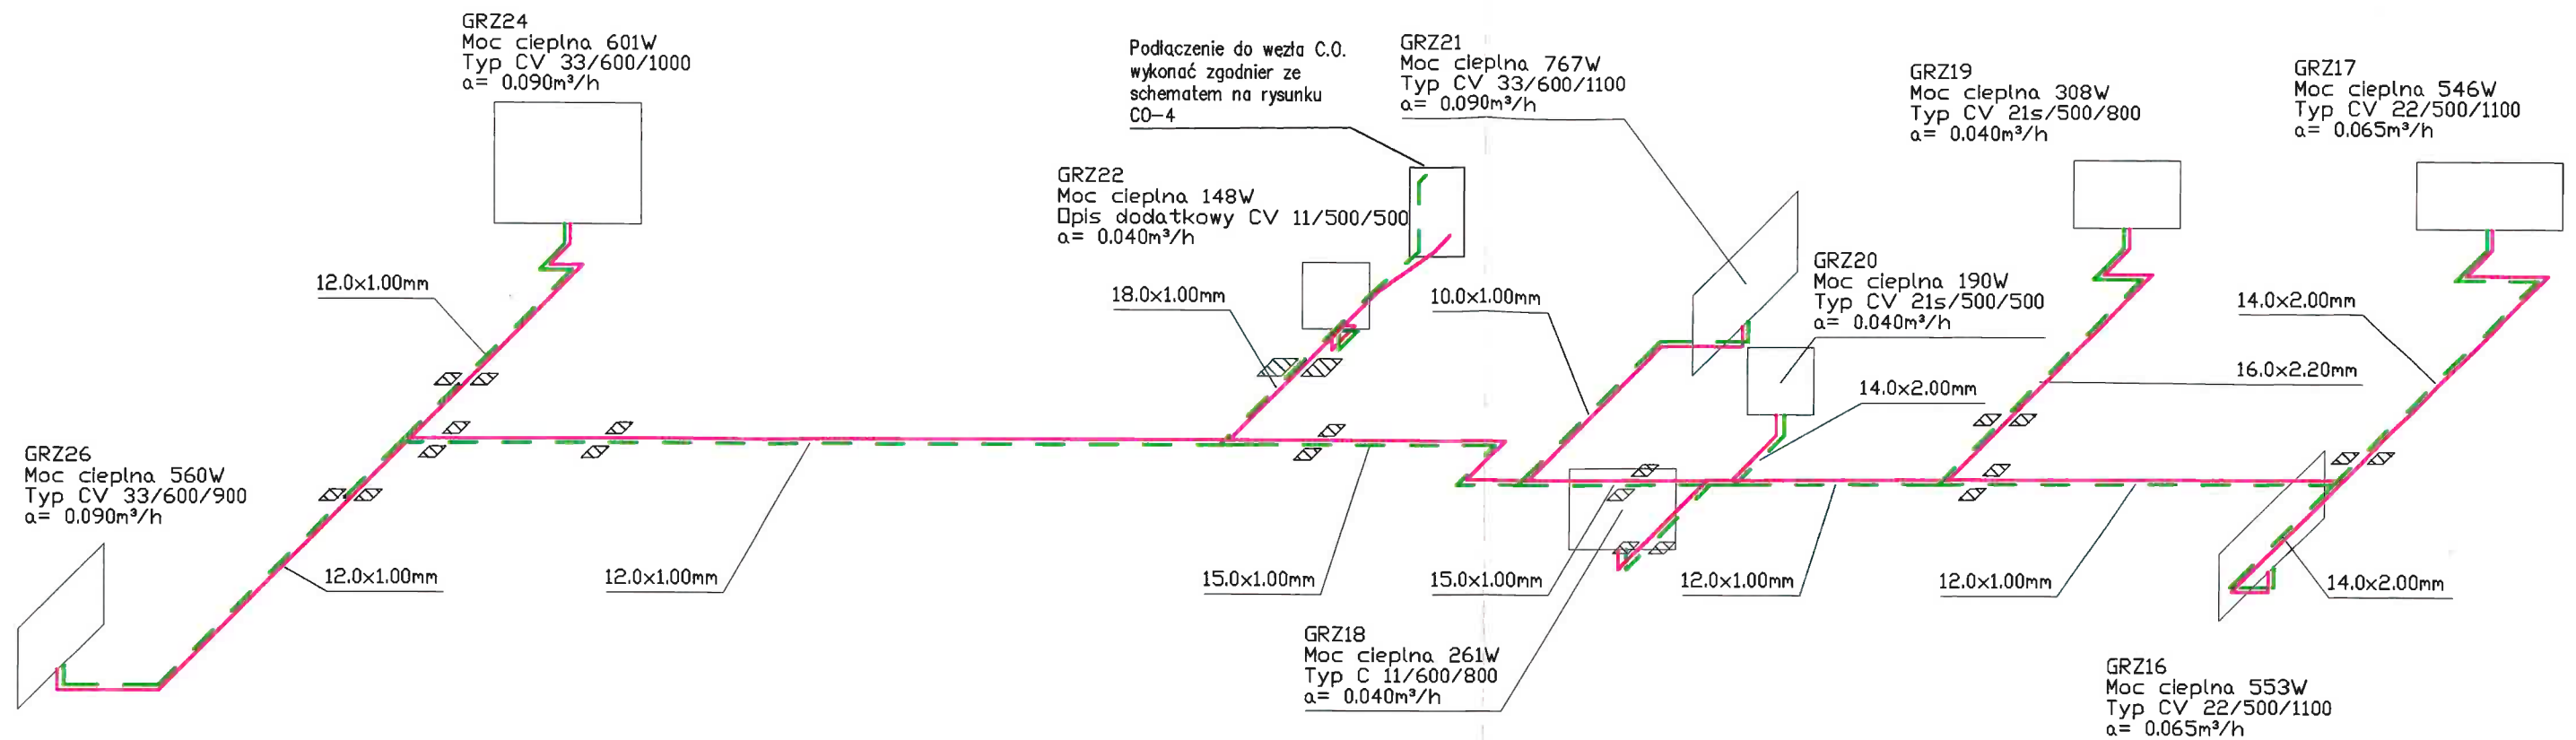 GRZ24
Moc cieplna 601W
Typ CV 33/600/1000
a= 0.090m³/h
Podłaczenie do węzła C.O.
wykonać zgodnier ze
schematem na rysunku
CO-4
GRZ21
Moc cieplna 767W
Typ CV 33/600/1100
a= 0.090m³/h
GRZ19
Moc cieplna 308W
Typ CV 21s/500/800
a= 0.040m³/h
GRZ17
Moc cieplna 546W
Typ CV 22/500/1100
a= 0.065m³/h
GRZ22
Moc cieplna 148W
Opis dodatkowy CV 11/500/500
a= 0.040m³/h
GRZ20
Moc cieplna 190W
Typ CV 21s/500/500
a= 0.040m³/h
12.0x1.00mm
18.0x1.00mm
10.0x1.00mm
14.0x2.00mm
16.0x2.20mm
14.0x2.00mm
GRZ26
Moc cieplna 560W
Typ CV 33/600/900
a= 0.090m³/h
12.0x1.00mm
12.0x1.00mm
15.0x1.00mm
15.0x1.00mm
12.0x1.00mm
12.0x1.00mm
14.0x2.00mm
GRZ18
Moc cieplna 261W
Typ C 11/600/800
a= 0.040m³/h
GRZ16
Moc cieplna 553W
Typ CV 22/500/1100
a= 0.065m³/h